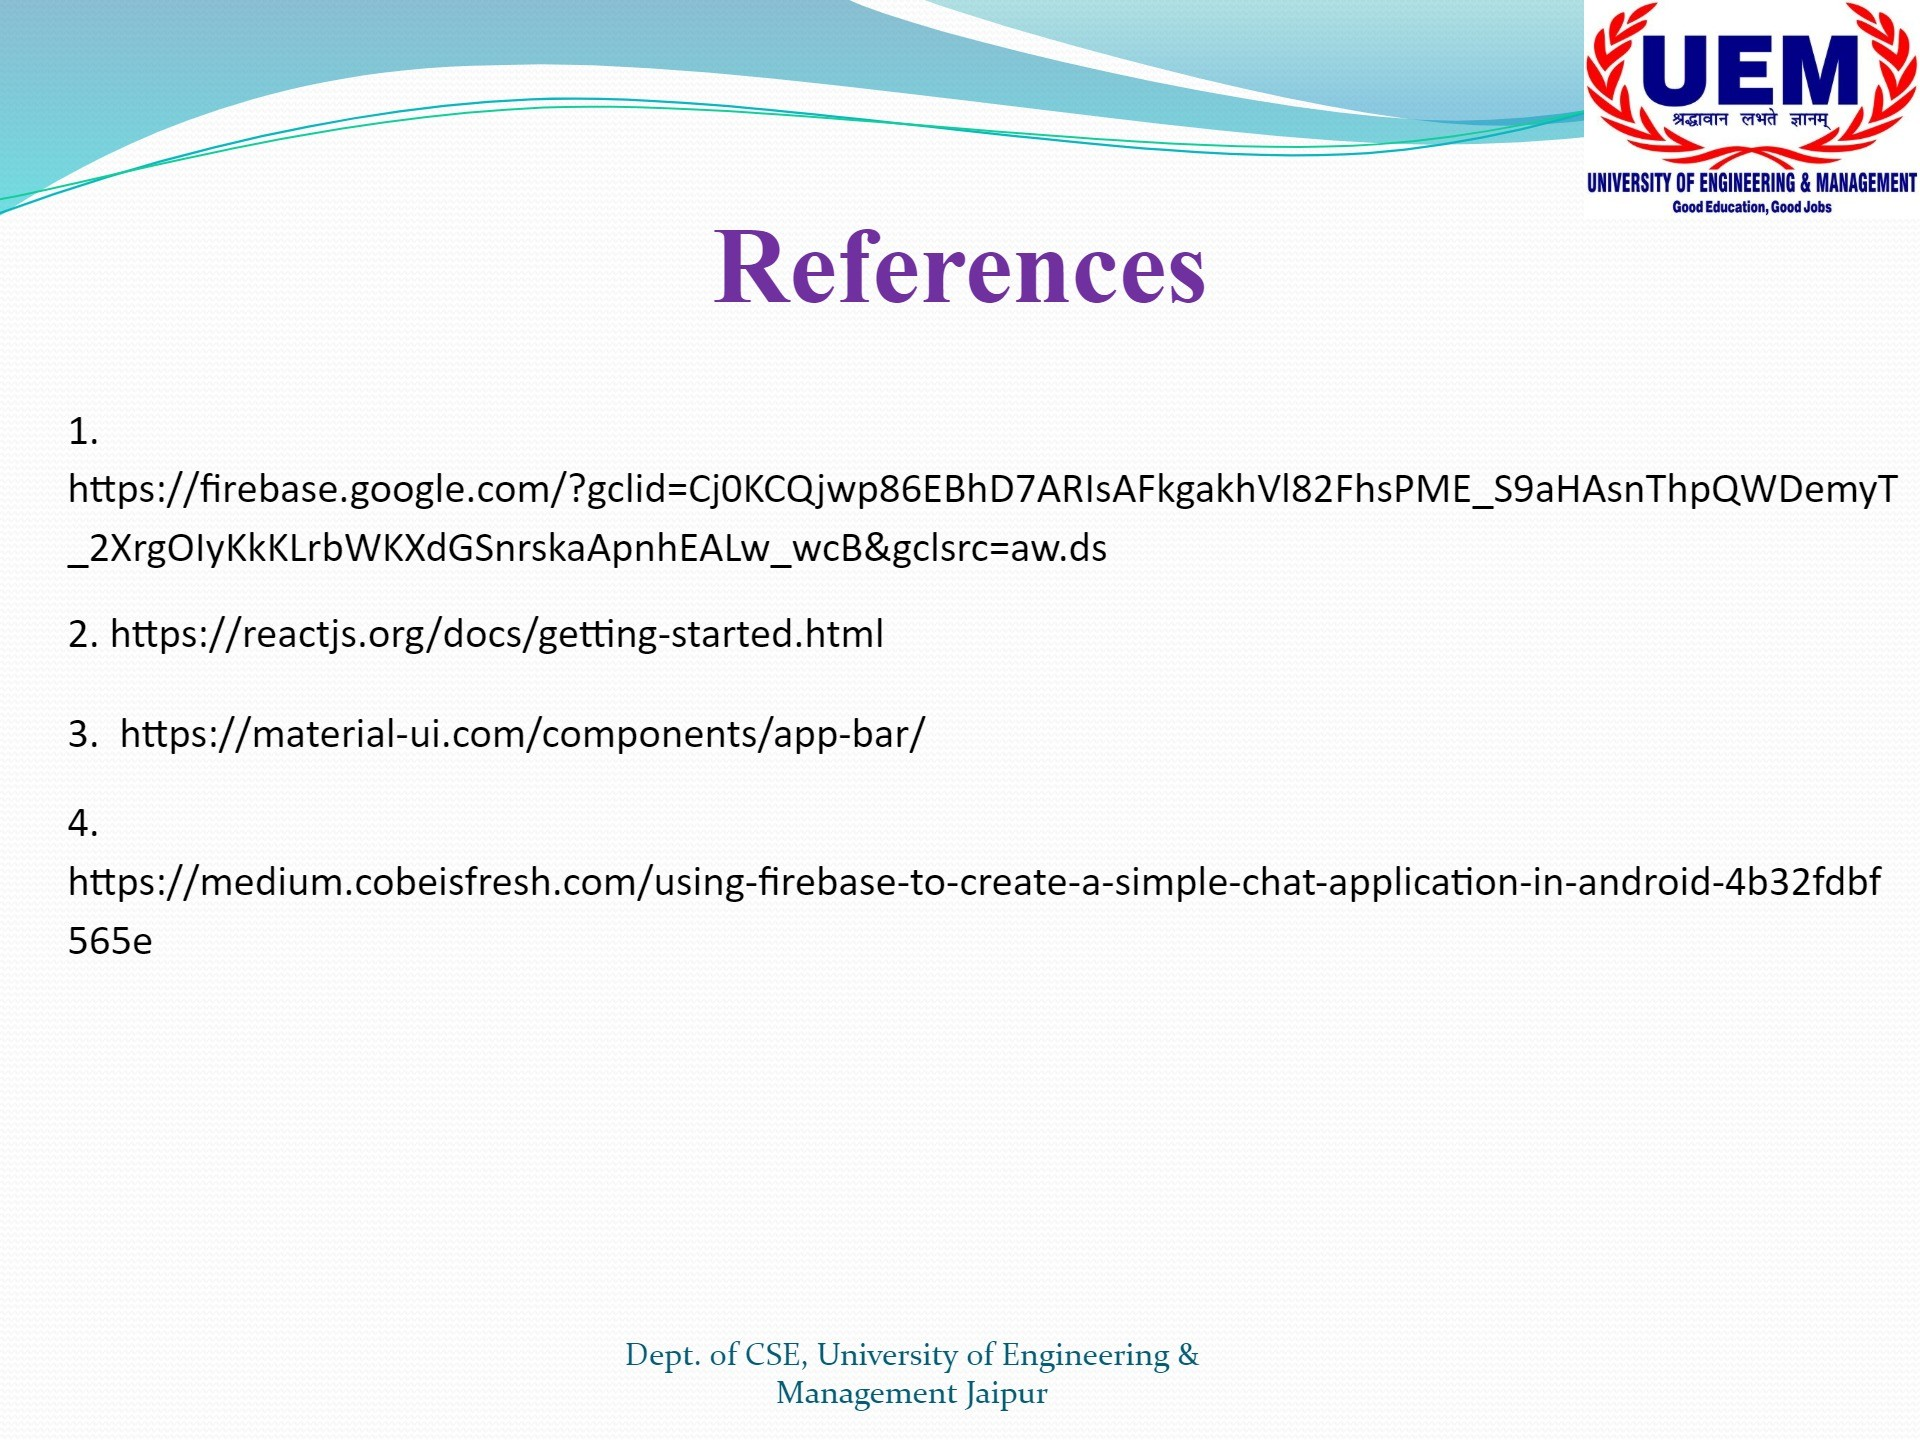 UEM
श्रद्धावान लभते ज्ञानम्
UNIVERSITY OF ENGINEERING & MANAGEMENT
Good Education, Good Jobs
References
1.
https://firebase.google.com/?gclid=Cj0KCQjwp86EBhD7ARIsAFkgakhVl82FhsPME_S9aHAsnThpQWDemyT
_2XrgOIyKkKLrbWKXdGSnrskaApnhEALw_wcB&gclsrc=aw.ds
2. https://reactjs.org/docs/getting-started.html
3.  https://material-ui.com/components/app-bar/
4.
https://medium.cobeisfresh.com/using-firebase-to-create-a-simple-chat-application-in-android-4b32fdbf
565e
Dept. of CSE, University of Engineering &
Management Jaipur